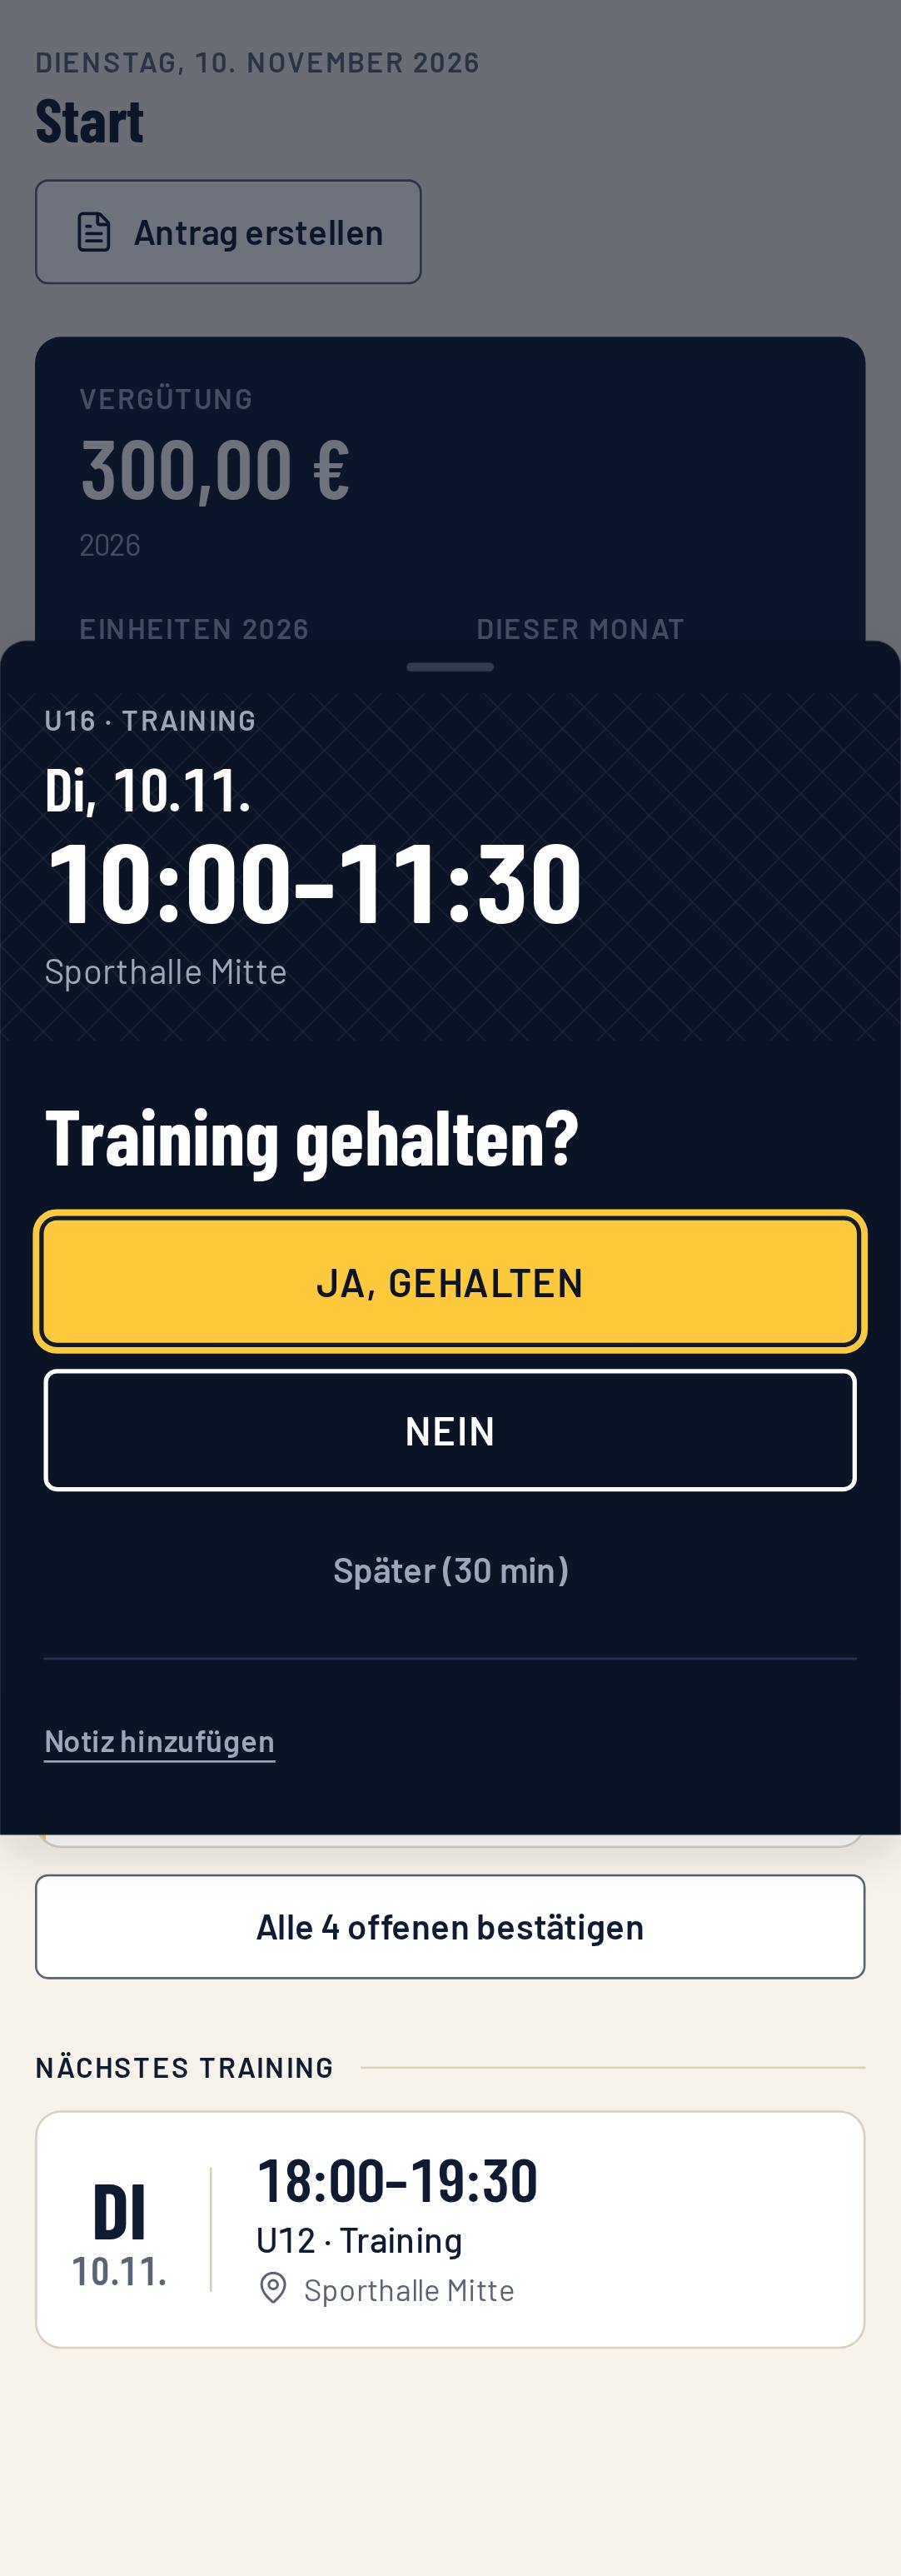 DIENSTAG, 10. NOVEMBER 2026
Start
Antrag erstellen
VERGÜTUNG
300,00 €
2026
EINHEITEN 2026
DIESER MONAT
U16 · TRAINING
Di, 10.11.
10:00–11:30
Sporthalle Mitte
Training gehalten?
JA, GEHALTEN
NEIN
Später (30 min)
Notiz hinzufügen
Alle 4 offenen bestätigen
NÄCHSTES TRAINING
DI
10.11.
18:00–19:30
U12 · Training
Sporthalle Mitte